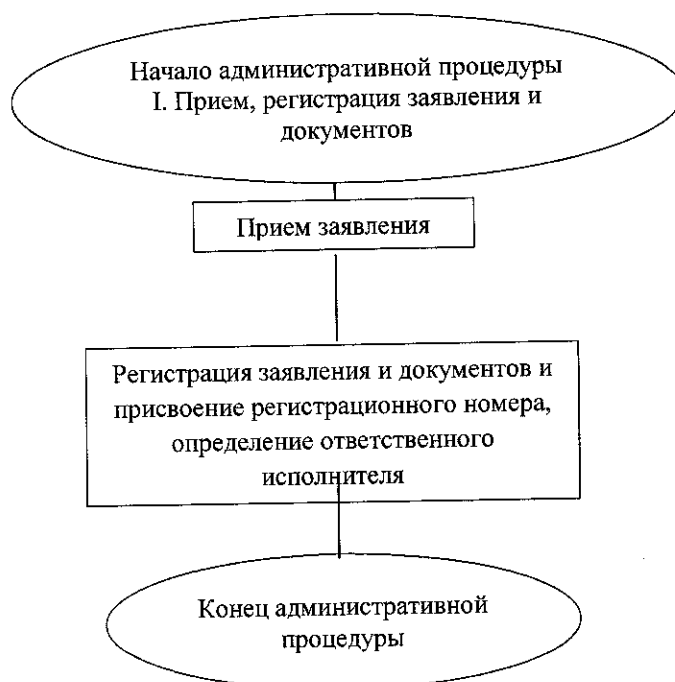 Начало административной процедуры
I. Прием, регистрация заявления и
документов
Прием заявления
Регистрация заявления и документов и
присвоение регистрационного номера,
определение ответственного
исполнителя
Конец административной
процедуры